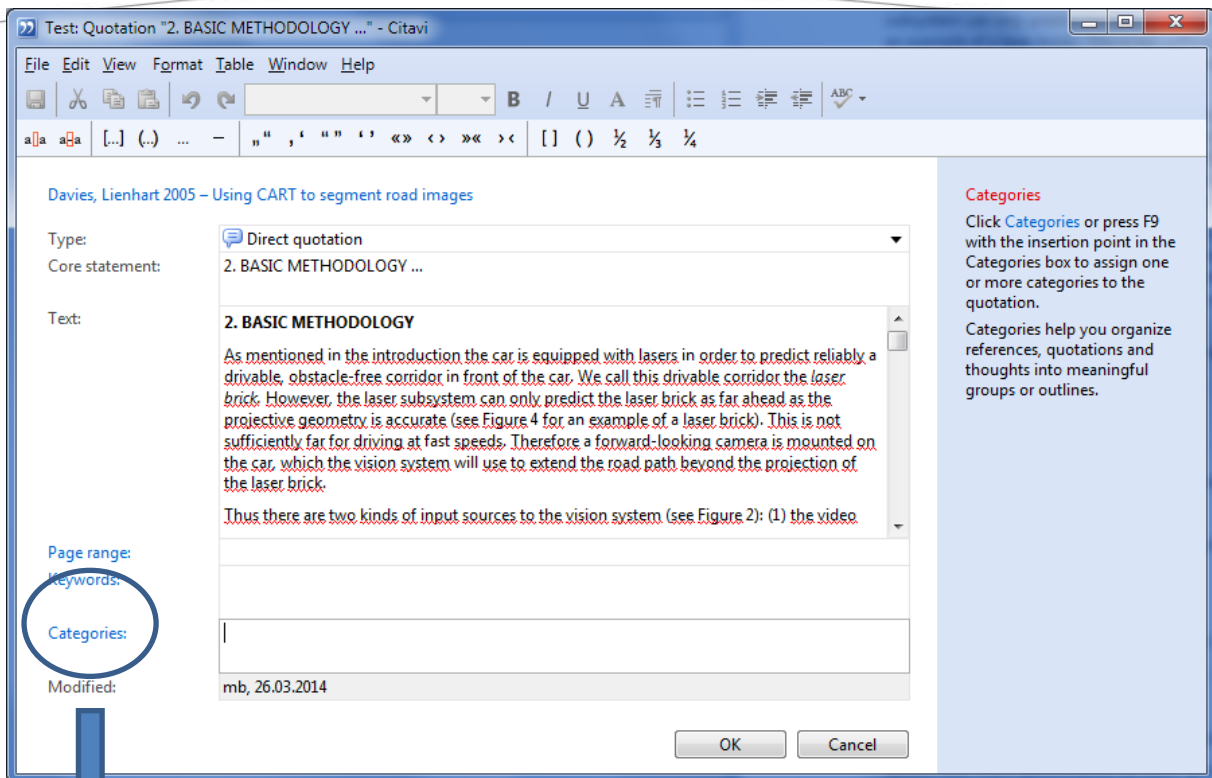 Test: Quotation "2. BASIC METHODOLOGY ..." - Citavi
File Edit View Format Table Window Help
B I U A ABC
a[]a a[]a [...] (...) ... – „“ ‚‘ “” ‘’ «» ‹› »« ›‹ [ ] ( ) ½ ⅓ ¼
Davies, Lienhart 2005 – Using CART to segment road images
Type: Direct quotation
Core statement: 2. BASIC METHODOLOGY ...
Text: 2. BASIC METHODOLOGY
As mentioned in the introduction the car is equipped with lasers in order to predict reliably a
drivable, obstacle-free corridor in front of the car. We call this drivable corridor the laser
brick. However, the laser subsystem can only predict the laser brick as far ahead as the
projective geometry is accurate (see Figure 4 for an example of a laser brick). This is not
sufficiently far for driving at fast speeds. Therefore a forward-looking camera is mounted on
the car, which the vision system will use to extend the road path beyond the projection of
the laser brick.
Thus there are two kinds of input sources to the vision system (see Figure 2): (1) the video
Page range:
Keywords:
Categories:
Modified: mb, 26.03.2014
OK Cancel
Categories
Click Categories or press F9
with the insertion point in the
Categories box to assign one
or more categories to the
quotation.
Categories help you organize
references, quotations and
thoughts into meaningful
groups or outlines.